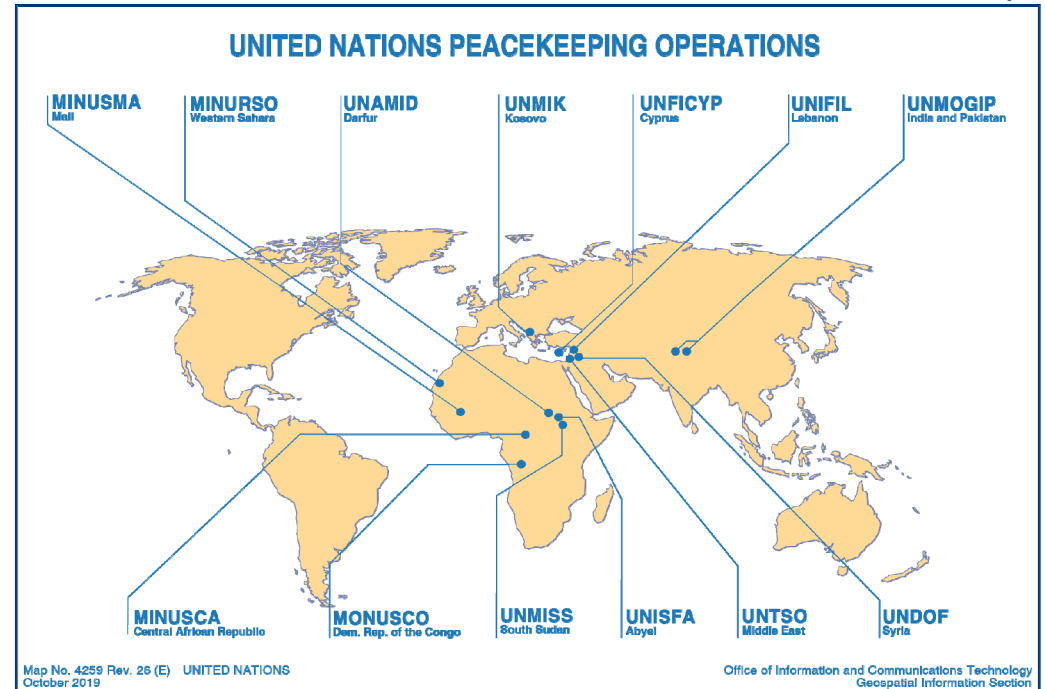 UNITED NATIONS PEACEKEEPING OPERATIONS
MINUSMA
Mali
MINURSO
Western Sahara
UNAMID
Darfur
UNMIK
Kosovo
UNFICYP
Cyprus
UNIFIL
Lebanon
UNMOGIP
India and Pakistan
MINUSCA
Central African Republic
MONUSCO
Dem. Rep. of the Congo
UNMISS
South Sudan
UNISFA
Abyei
UNTSO
Middle East
UNDOF
Syria
Map No. 4259 Rev. 26 (E) UNITED NATIONS
October 2019
Office of Information and Communications Technology
Geospatial Information Section